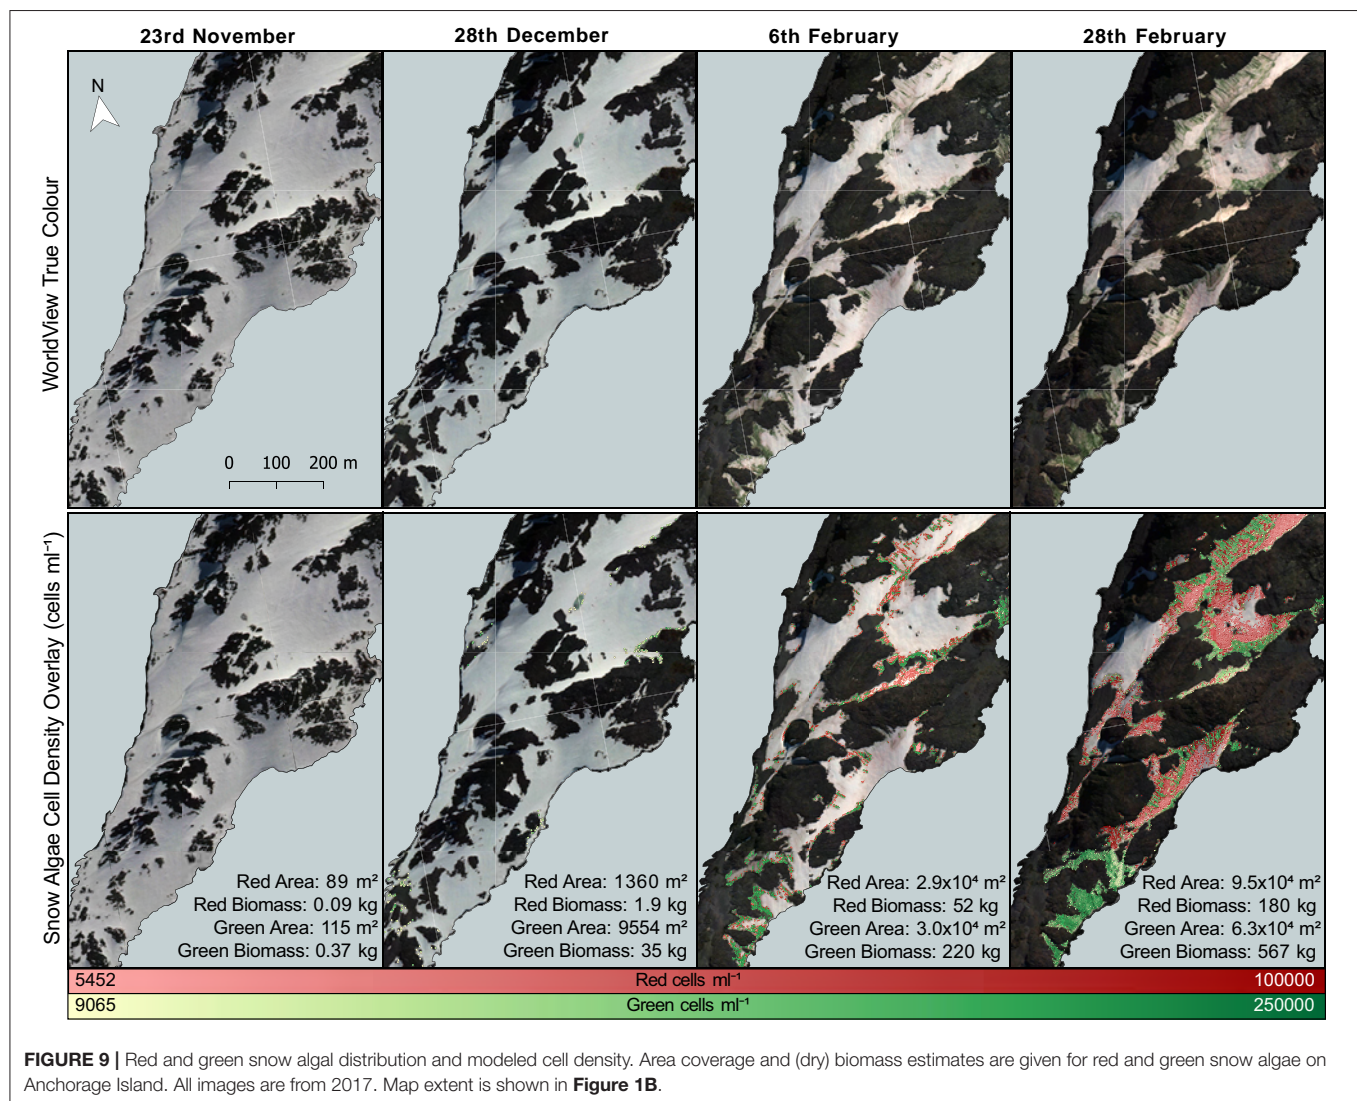 23rd November
28th December
6th February
28th February
WorldView True Colour
N
0 100 200 m
Snow Algae Cell Density Overlay (cells ml⁻¹)
Red Area: 89 m²
Red Biomass: 0.09 kg
Green Area: 115 m²
Green Biomass: 0.37 kg
Red Area: 1360 m²
Red Biomass: 1.9 kg
Green Area: 9554 m²
Green Biomass: 35 kg
Red Area: 2.9x10⁴ m²
Red Biomass: 52 kg
Green Area: 3.0x10⁴ m²
Green Biomass: 220 kg
Red Area: 9.5x10⁴ m²
Red Biomass: 180 kg
Green Area: 6.3x10⁴ m²
Green Biomass: 567 kg
5452 Red cells ml⁻¹ 100000
9065 Green cells ml⁻¹ 250000
FIGURE 9 | Red and green snow algal distribution and modeled cell density. Area coverage and (dry) biomass estimates are given for red and green snow algae on
Anchorage Island. All images are from 2017. Map extent is shown in Figure 1B.